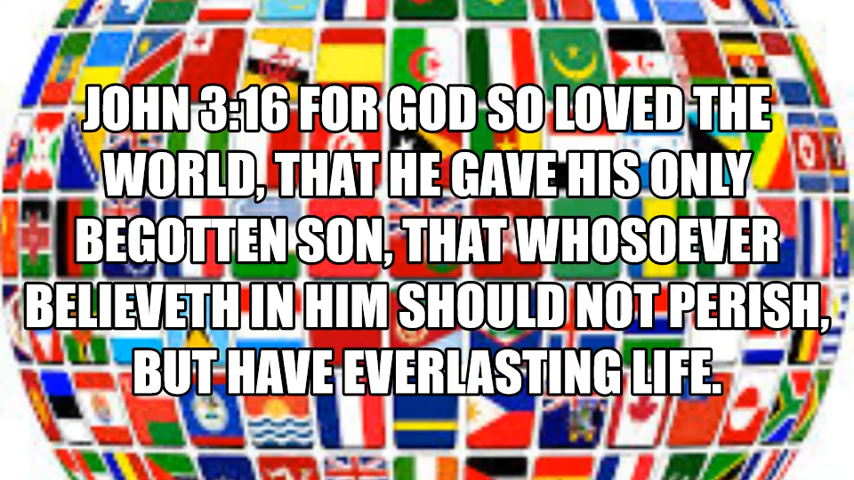 JOHN 3:16 FOR GOD SO LOVED THE
WORLD, THAT HE GAVE HIS ONLY
BEGOTTEN SON, THAT WHOSOEVER
BELIEVETH IN HIM SHOULD NOT PERISH,
BUT HAVE EVERLASTING LIFE.